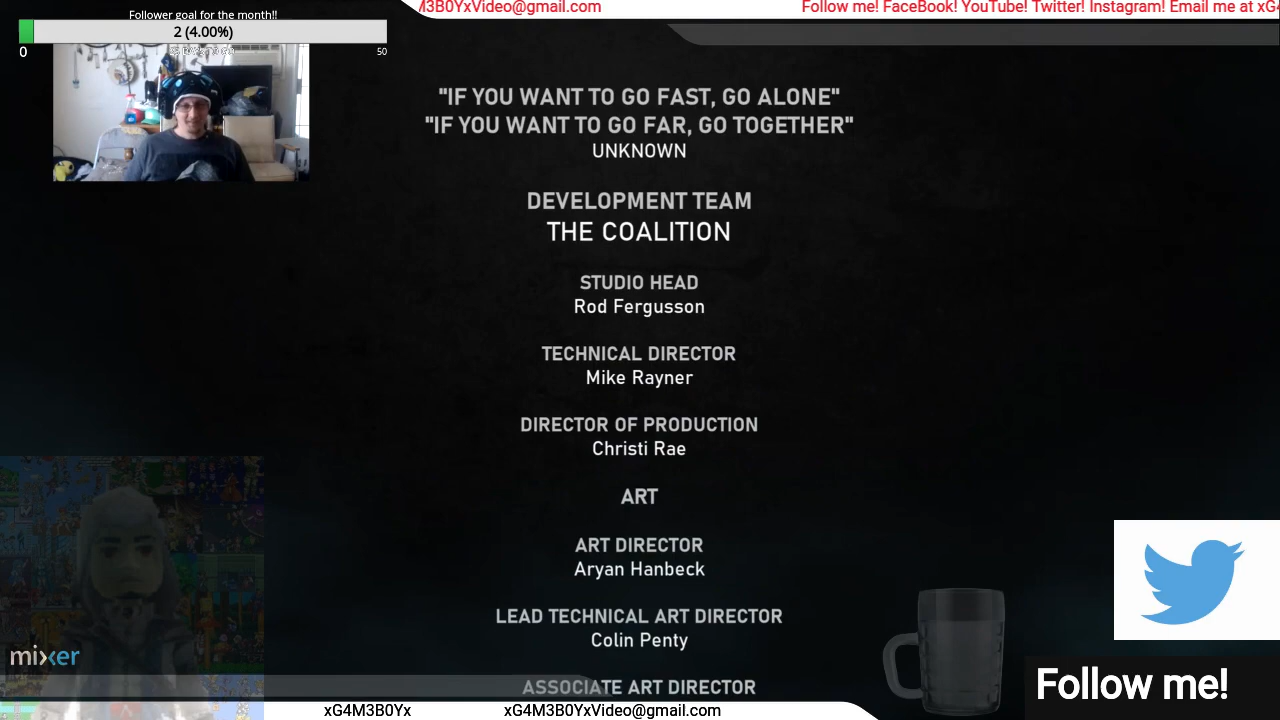 Follower goal for the month!!
2 (4.00%)
0
50
M3B0YxVideo@gmail.com
Follow me! FaceBook! YouTube! Twitter! Instagram! Email me at xG4
"IF YOU WANT TO GO FAST, GO ALONE"
"IF YOU WANT TO GO FAR, GO TOGETHER"
UNKNOWN
DEVELOPMENT TEAM
THE COALITION
STUDIO HEAD
Rod Fergusson
TECHNICAL DIRECTOR
Mike Rayner
DIRECTOR OF PRODUCTION
Christi Rae
ART
ART DIRECTOR
Aryan Hanbeck
LEAD TECHNICAL ART DIRECTOR
Colin Penty
ASSOCIATE ART DIRECTOR
mixer
Follow me!
xG4M3B0Yx
xG4M3B0YxVideo@gmail.com